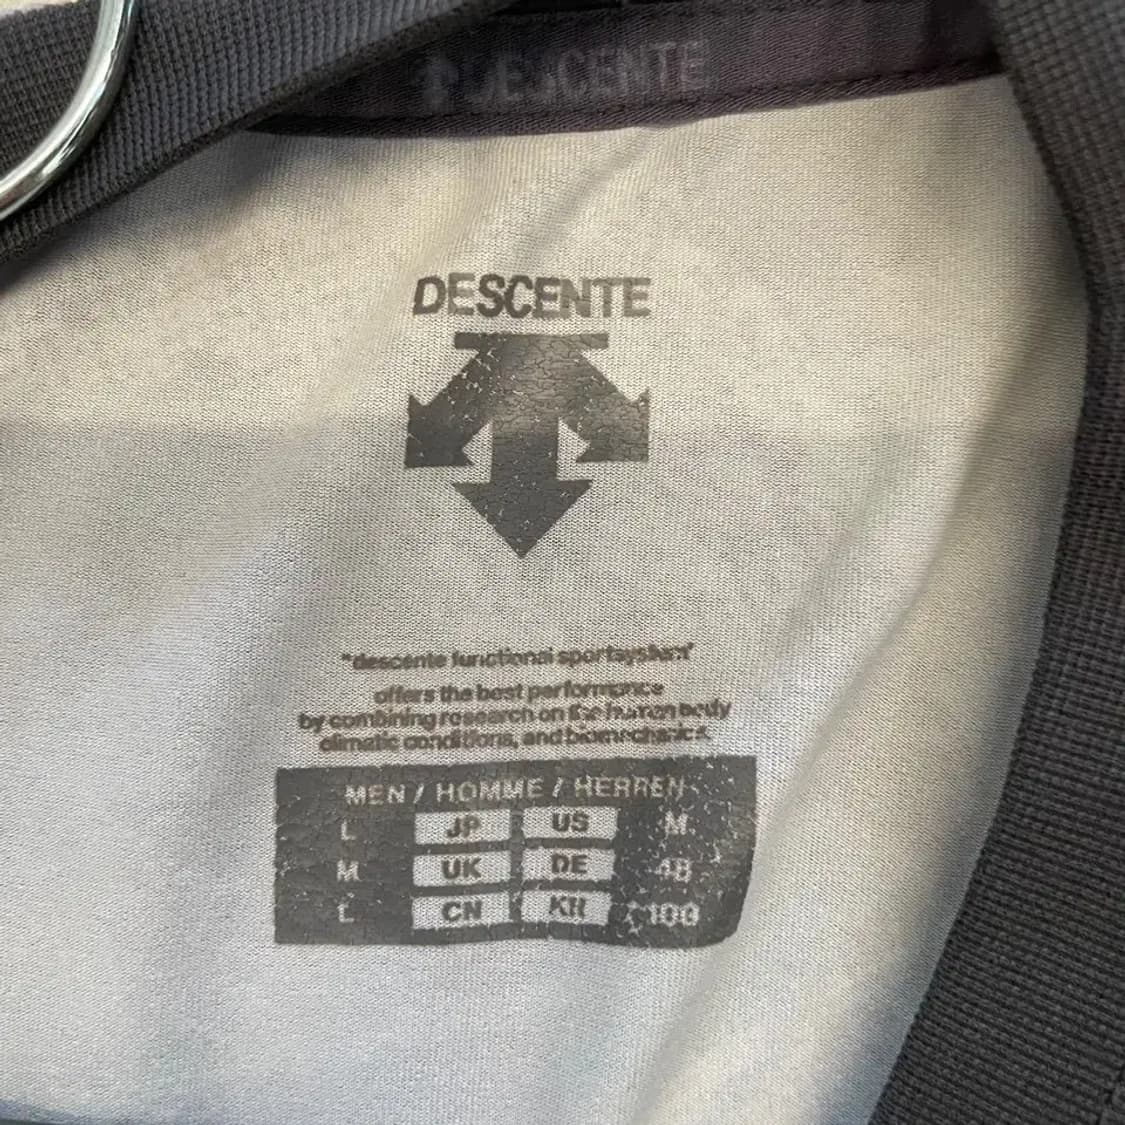 DESCENTE
DESCENTE
"descente functional sportsystem"
offers the best performance
by combining research on the human body
climatic conditions, and biomechanics.
MEN / HOMME / HERREN
L JP US M
M UK DE 48
L CN KR 100